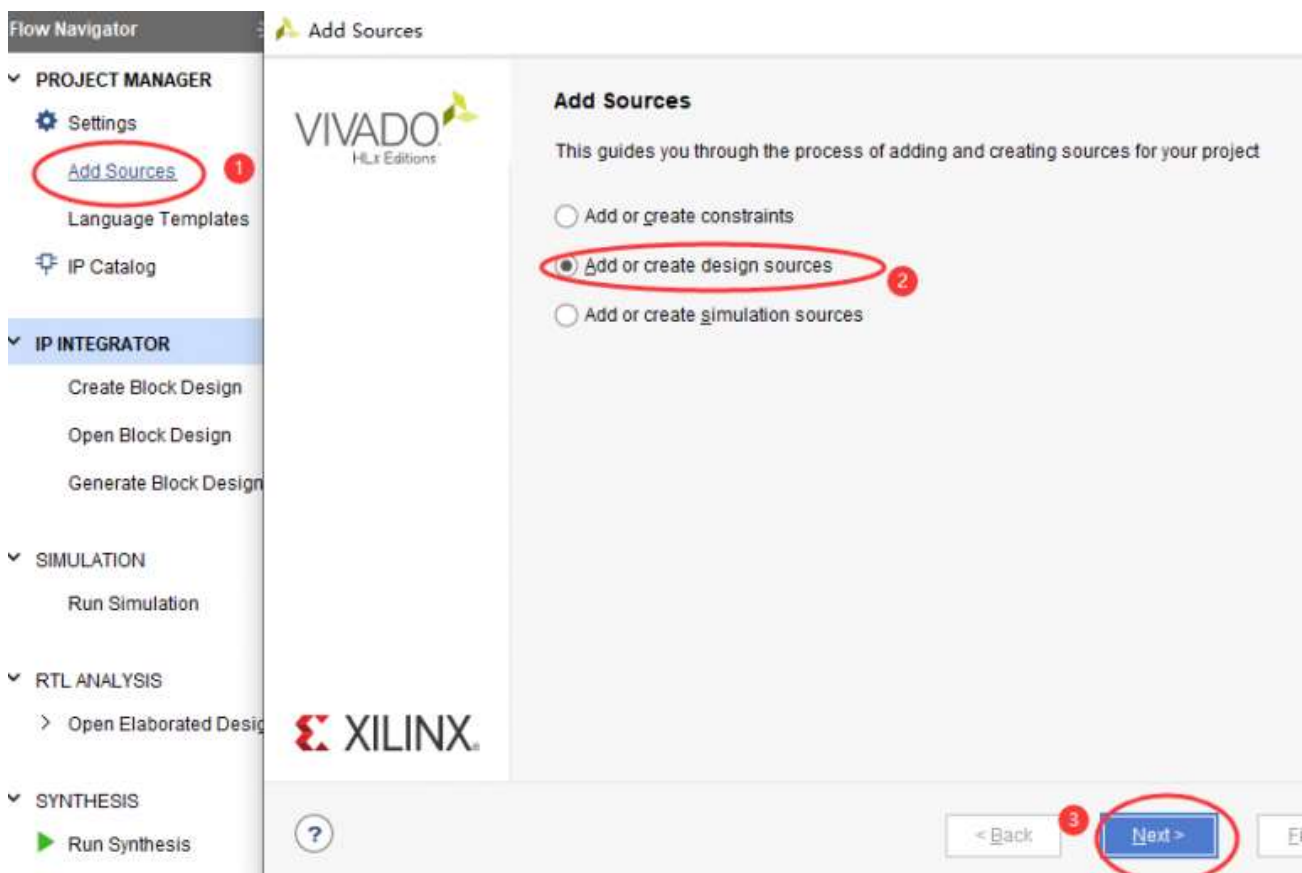 Flow Navigator
Add Sources
PROJECT MANAGER
Settings
Add Sources
1
Language Templates
IP Catalog
IP INTEGRATOR
Create Block Design
Open Block Design
Generate Block Design
SIMULATION
Run Simulation
RTL ANALYSIS
> Open Elaborated Desig
SYNTHESIS
Run Synthesis
VIVADO
HLx Editions
XILINX
Add Sources
This guides you through the process of adding and creating sources for your project
Add or create constraints
Add or create design sources
2
Add or create simulation sources
?
< Back
3
Next >